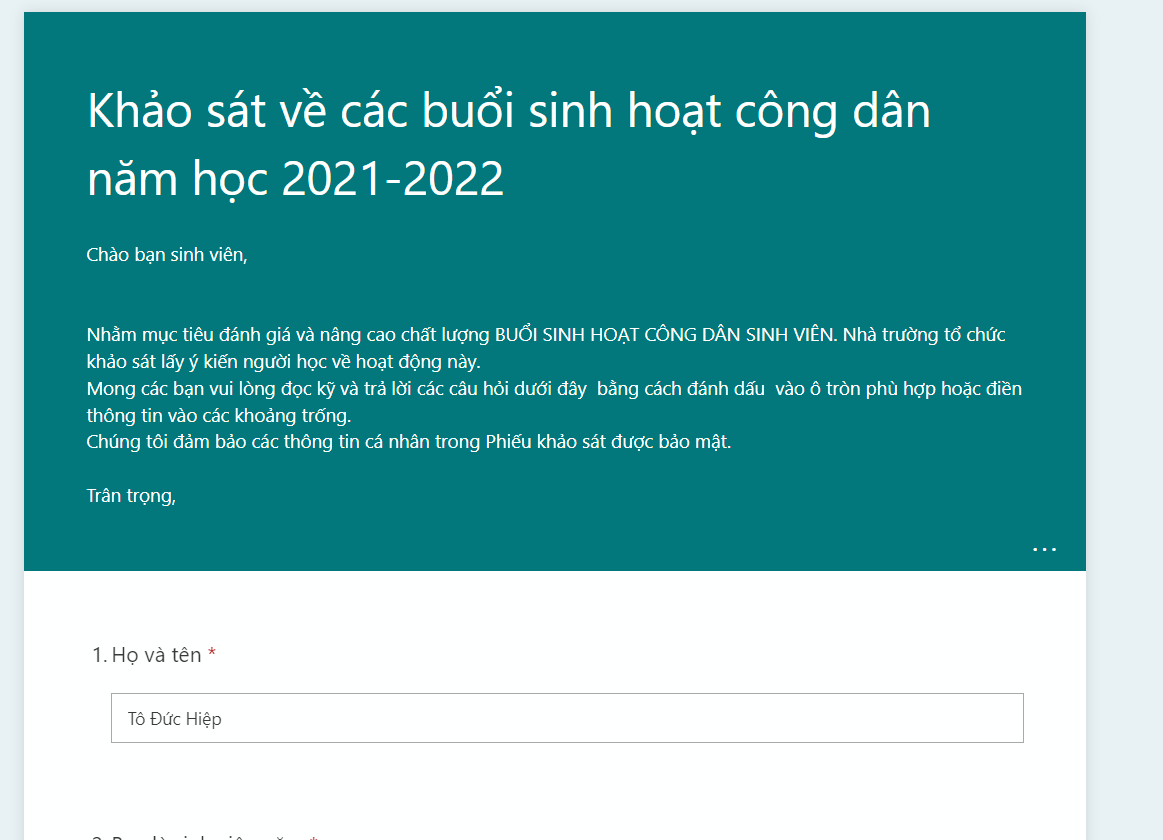 Khảo sát về các buổi sinh hoạt công dân
năm học 2021-2022
Chào bạn sinh viên,
Nhằm mục tiêu đánh giá và nâng cao chất lượng BUỔI SINH HOẠT CÔNG DÂN SINH VIÊN. Nhà trường tổ chức
khảo sát lấy ý kiến người học về hoạt động này.
Mong các bạn vui lòng đọc kỹ và trả lời các câu hỏi dưới đây  bằng cách đánh dấu  vào ô tròn phù hợp hoặc điền
thông tin vào các khoảng trống.
Chúng tôi đảm bảo các thông tin cá nhân trong Phiếu khảo sát được bảo mật.
Trân trọng,
...
1. Họ và tên *
Tô Đức Hiệp